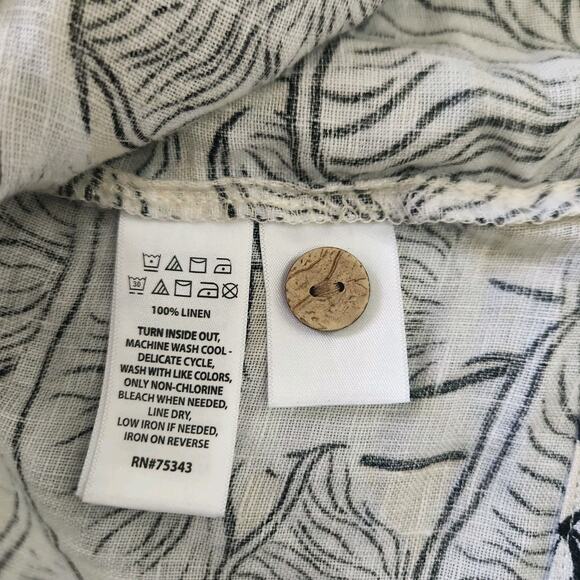 30
100% LINEN
TURN INSIDE OUT,
MACHINE WASH COOL -
DELICATE CYCLE,
WASH WITH LIKE COLORS,
ONLY NON-CHLORINE
BLEACH WHEN NEEDED,
LINE DRY,
LOW IRON IF NEEDED,
IRON ON REVERSE
RN#75343